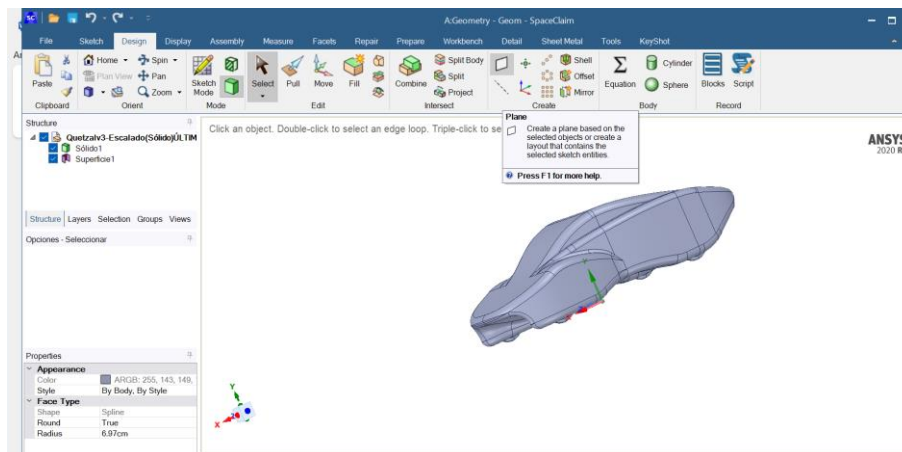 A:Geometry - Geom - SpaceClaim
File Sketch Design Display Assembly Measure Facets Repair Prepare Workbench Detail Sheet Metal Tools KeyShot
Home Spin
Plan View Pan
Zoom
Paste
Sketch Mode
Select Pull Move Fill
Combine
Split Body
Split
Project
Shell
Offset
Mirror
Equation
Cylinder
Sphere
Blocks Script
Clipboard Orient Mode Edit Intersect Create Body Record
Structure
Quetzalv3-Escalado(Sólido)ÚLTIM
Sólido1
Superficie1
Click an object. Double-click to select an edge loop. Triple-click to se
Plane
Create a plane based on the
selected objects or create a
layout that contains the
selected sketch entities.
Press F1 for more help.
ANSYS
2020 R
Structure Layers Selection Groups Views
Opciones - Seleccionar
Properties
Appearance
Color ARGB: 255, 143, 149,
Style By Body, By Style
Face Type
Shape Spline
Round True
Radius 6.97cm
Y
X
Y
X